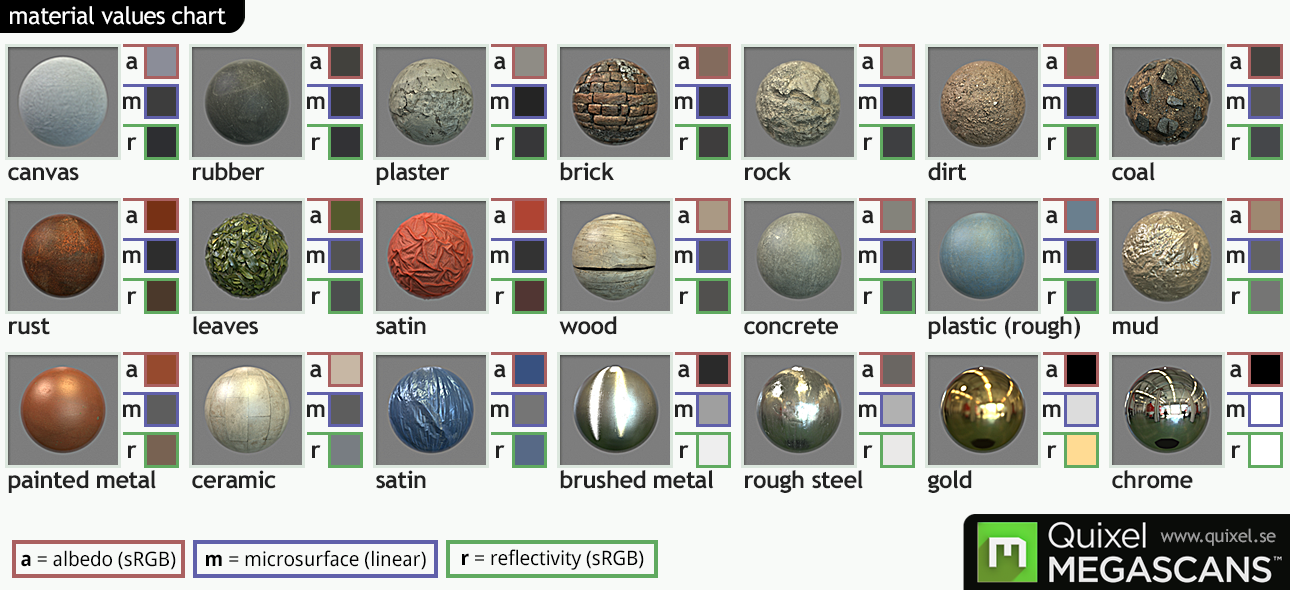 material values chart
a
m
r
canvas
a
m
r
rubber
a
m
r
plaster
a
m
r
brick
a
m
r
rock
a
m
r
dirt
a
m
r
coal
a
m
r
rust
a
m
r
leaves
a
m
r
satin
a
m
r
wood
a
m
r
concrete
a
m
r
plastic (rough)
a
m
r
mud
a
m
r
painted metal
a
m
r
ceramic
a
m
r
satin
a
m
r
brushed metal
a
m
r
rough steel
a
m
r
gold
a
m
r
chrome
a = albedo (sRGB)
m = microsurface (linear)
r = reflectivity (sRGB)
m
Quixel www.quixel.se
MEGASCANS™